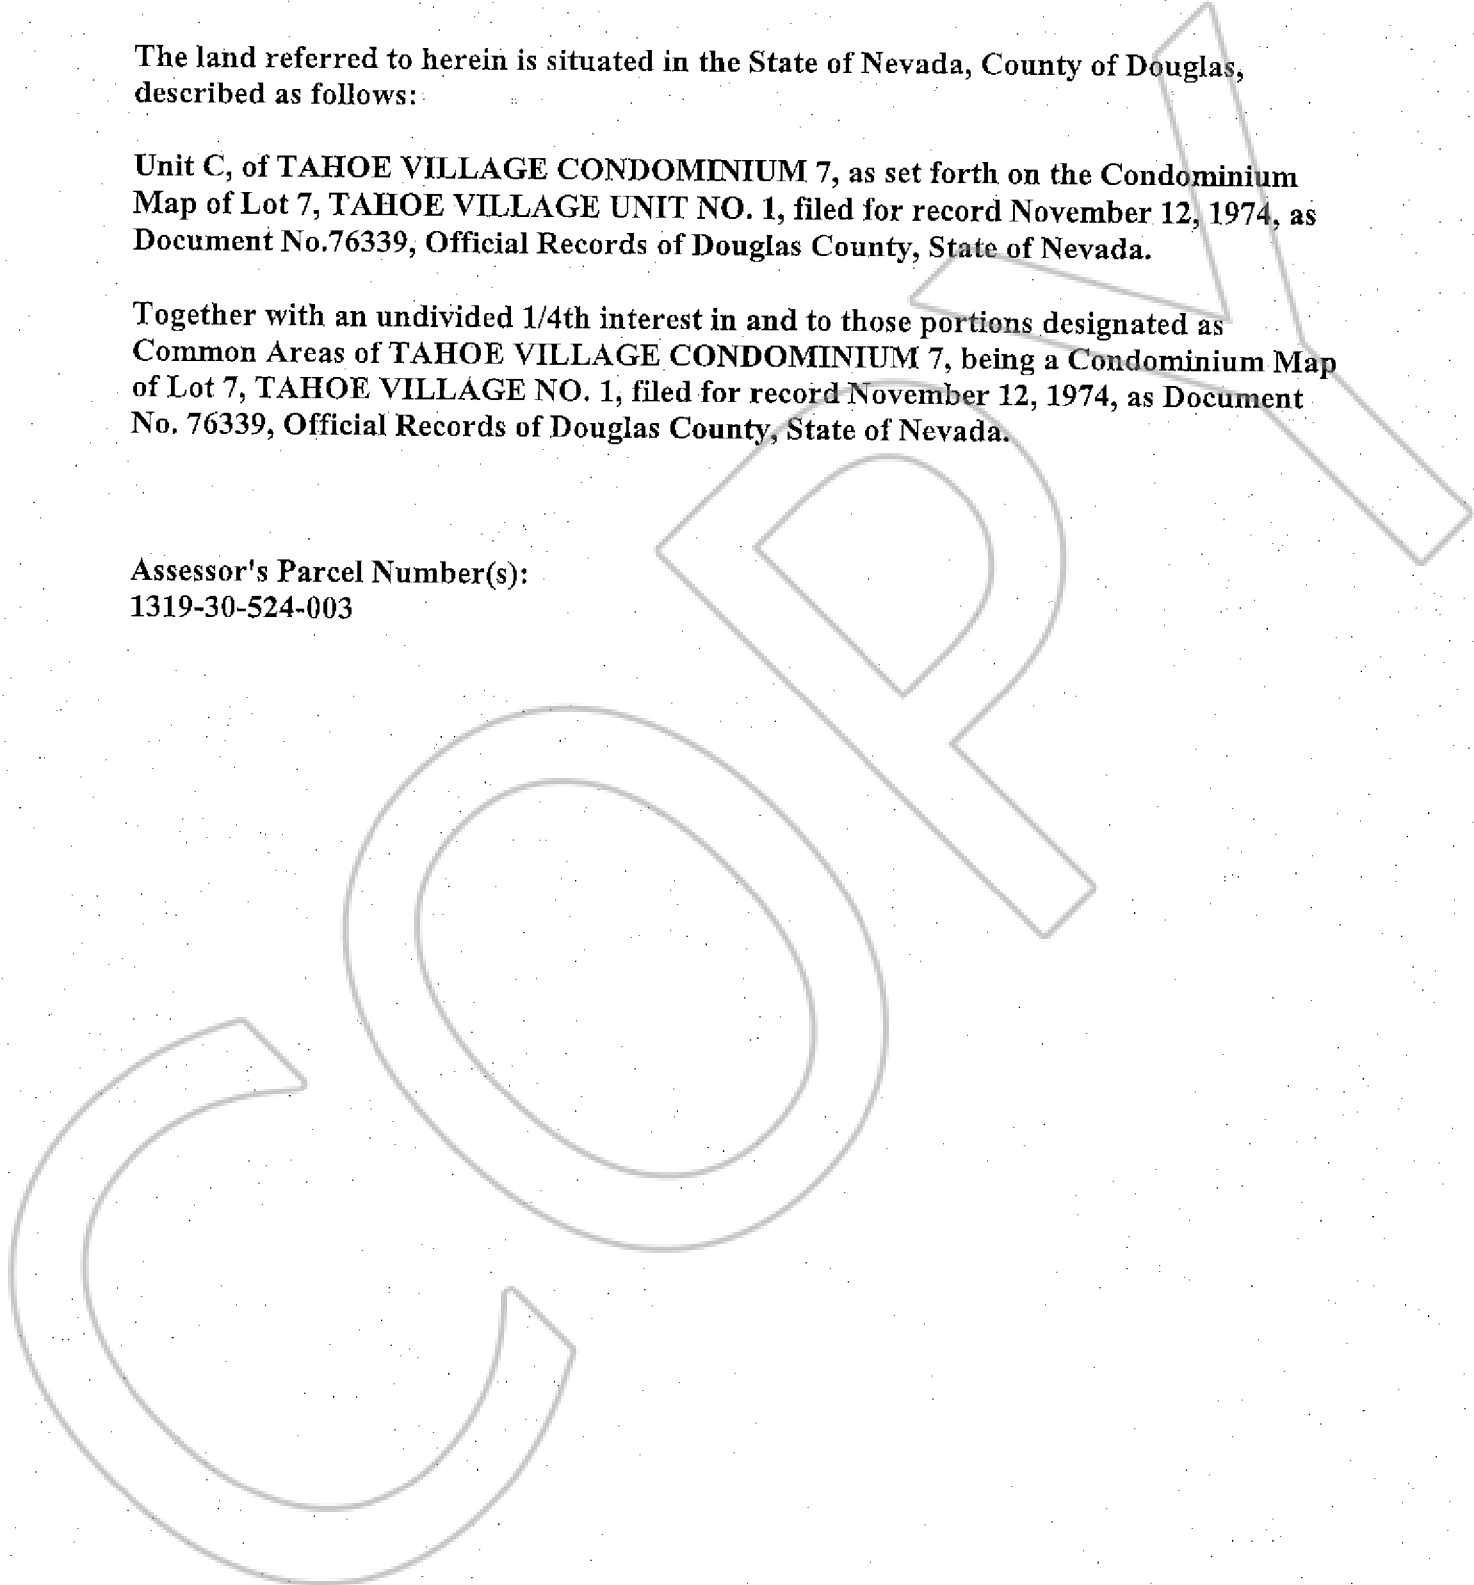 The land referred to herein is situated in the State of Nevada, County of Douglas,
described as follows:
Unit C, of TAHOE VILLAGE CONDOMINIUM 7, as set forth on the Condominium
Map of Lot 7, TAHOE VILLAGE UNIT NO. 1, filed for record November 12, 1974, as
Document No.76339, Official Records of Douglas County, State of Nevada.
Together with an undivided 1/4th interest in and to those portions designated as
Common Areas of TAHOE VILLAGE CONDOMINIUM 7, being a Condominium Map
of Lot 7, TAHOE VILLAGE NO. 1, filed for record November 12, 1974, as Document
No. 76339, Official Records of Douglas County, State of Nevada.
Assessor's Parcel Number(s):
1319-30-524-003
COPY